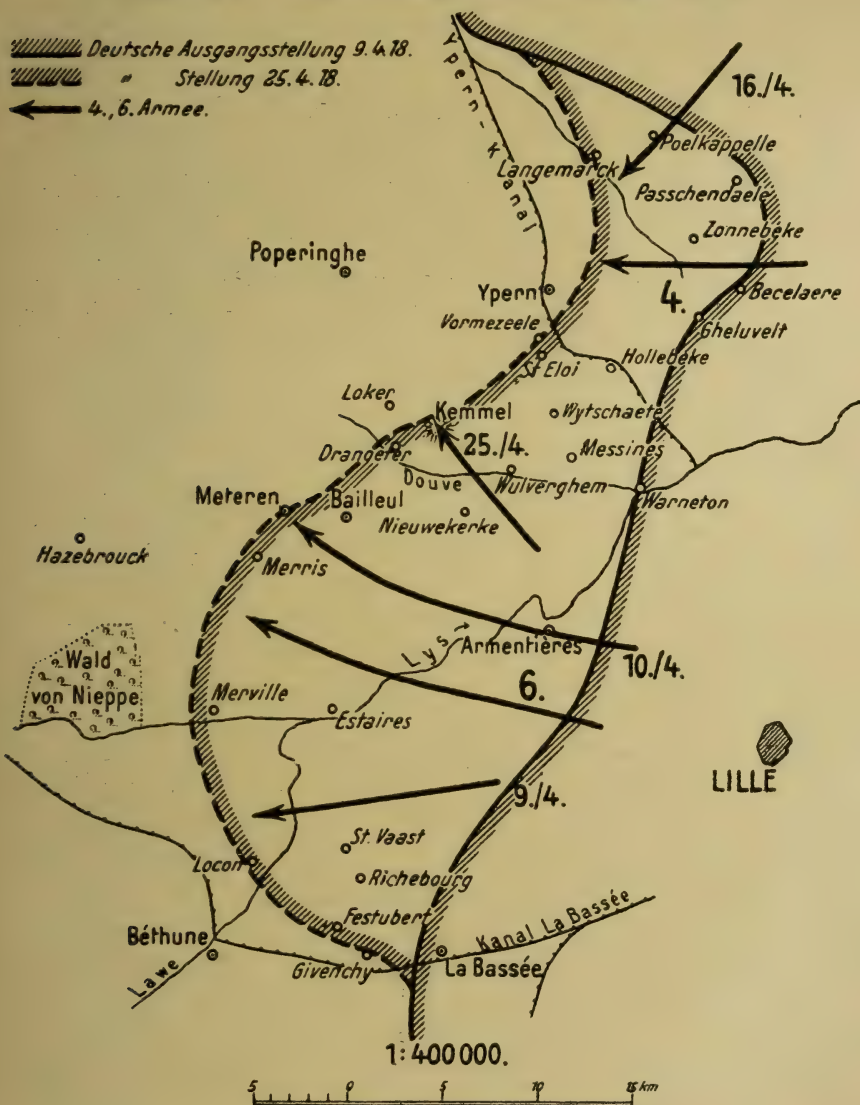 Deutsche Ausgangsstellung 9.4.18.
" Stellung 25.4.18.
4., 6. Armee.
Ypern-Kanal
16./4.
Poelkappelle
Langemarck
Passchendaele
Zonnebeke
Poperinghe
Ypern
4.
Becelaere
Gheluvelt
Vormezeele
St Eloi
Hollebeke
Loker
Kemmel
Wytschaete
25./4.
Dranoeter
Messines
Douve
Wulverghem
Meteren
Bailleul
Nieuwekerke
Warneton
Hazebrouck
Merris
Lys
Armentières
10./4.
Wald
von Nieppe
Merville
6.
Estaires
LILLE
9./4.
St. Vaast
Locon
Richebourg
Festubert
Béthune
Kanal La Bassée
Givenchy
La Bassée
Lawe
1:400000.
5 0 5 10 15 km